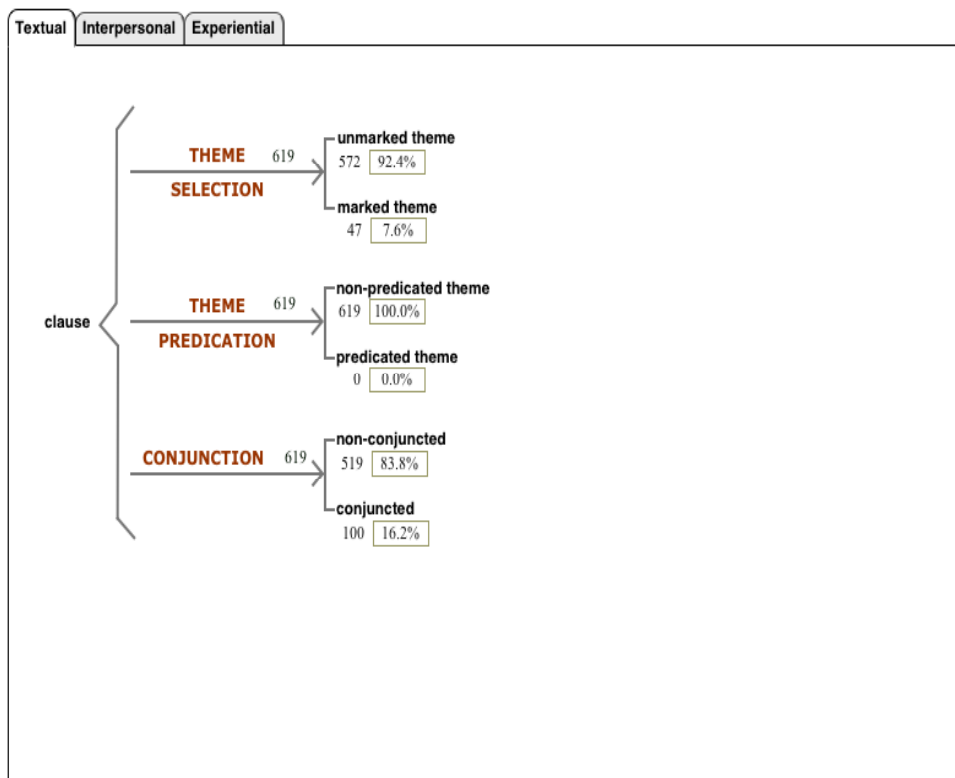 Textual Interpersonal Experiential
unmarked theme
THEME 619
572 92.4%
SELECTION
marked theme
47 7.6%
non-predicated theme
THEME 619
619 100.0%
clause
PREDICATION
predicated theme
0 0.0%
non-conjuncted
CONJUNCTION 619
519 83.8%
conjuncted
100 16.2%